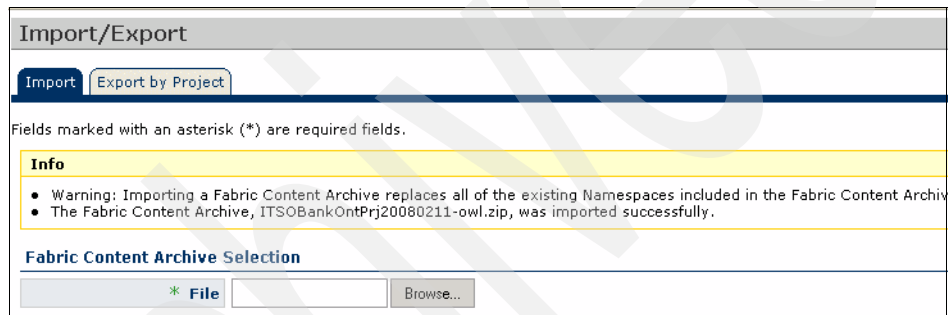 Import/Export
Import Export by Project
Fields marked with an asterisk (*) are required fields.
Info
• Warning: Importing a Fabric Content Archive replaces all of the existing Namespaces included in the Fabric Content Archiv
• The Fabric Content Archive, ITSOBankOntPrj20080211-owl.zip, was imported successfully.
Fabric Content Archive Selection
* File Browse...